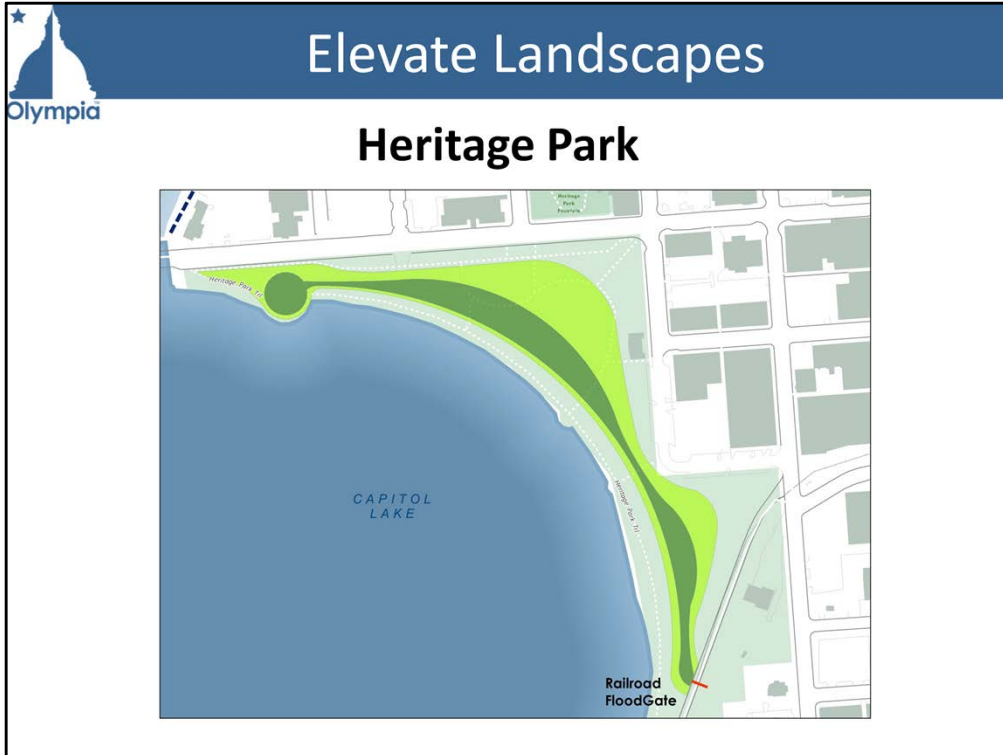 Elevate Landscapes
Olympia
Heritage Park
Heritage
Park
Fountain
Heritage Park Trl
CAPITOL
LAKE
Heritage Park Trl
Railroad
FloodGate